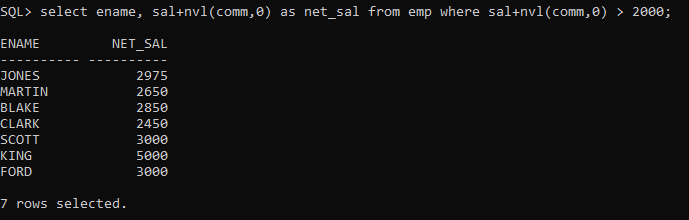 SQL> select ename, sal+nvl(comm,0) as net_sal from emp where sal+nvl(comm,0) > 2000;
ENAME         NET_SAL
---------- ----------
JONES            2975
MARTIN           2650
BLAKE            2850
CLARK            2450
SCOTT            3000
KING             5000
FORD             3000
7 rows selected.